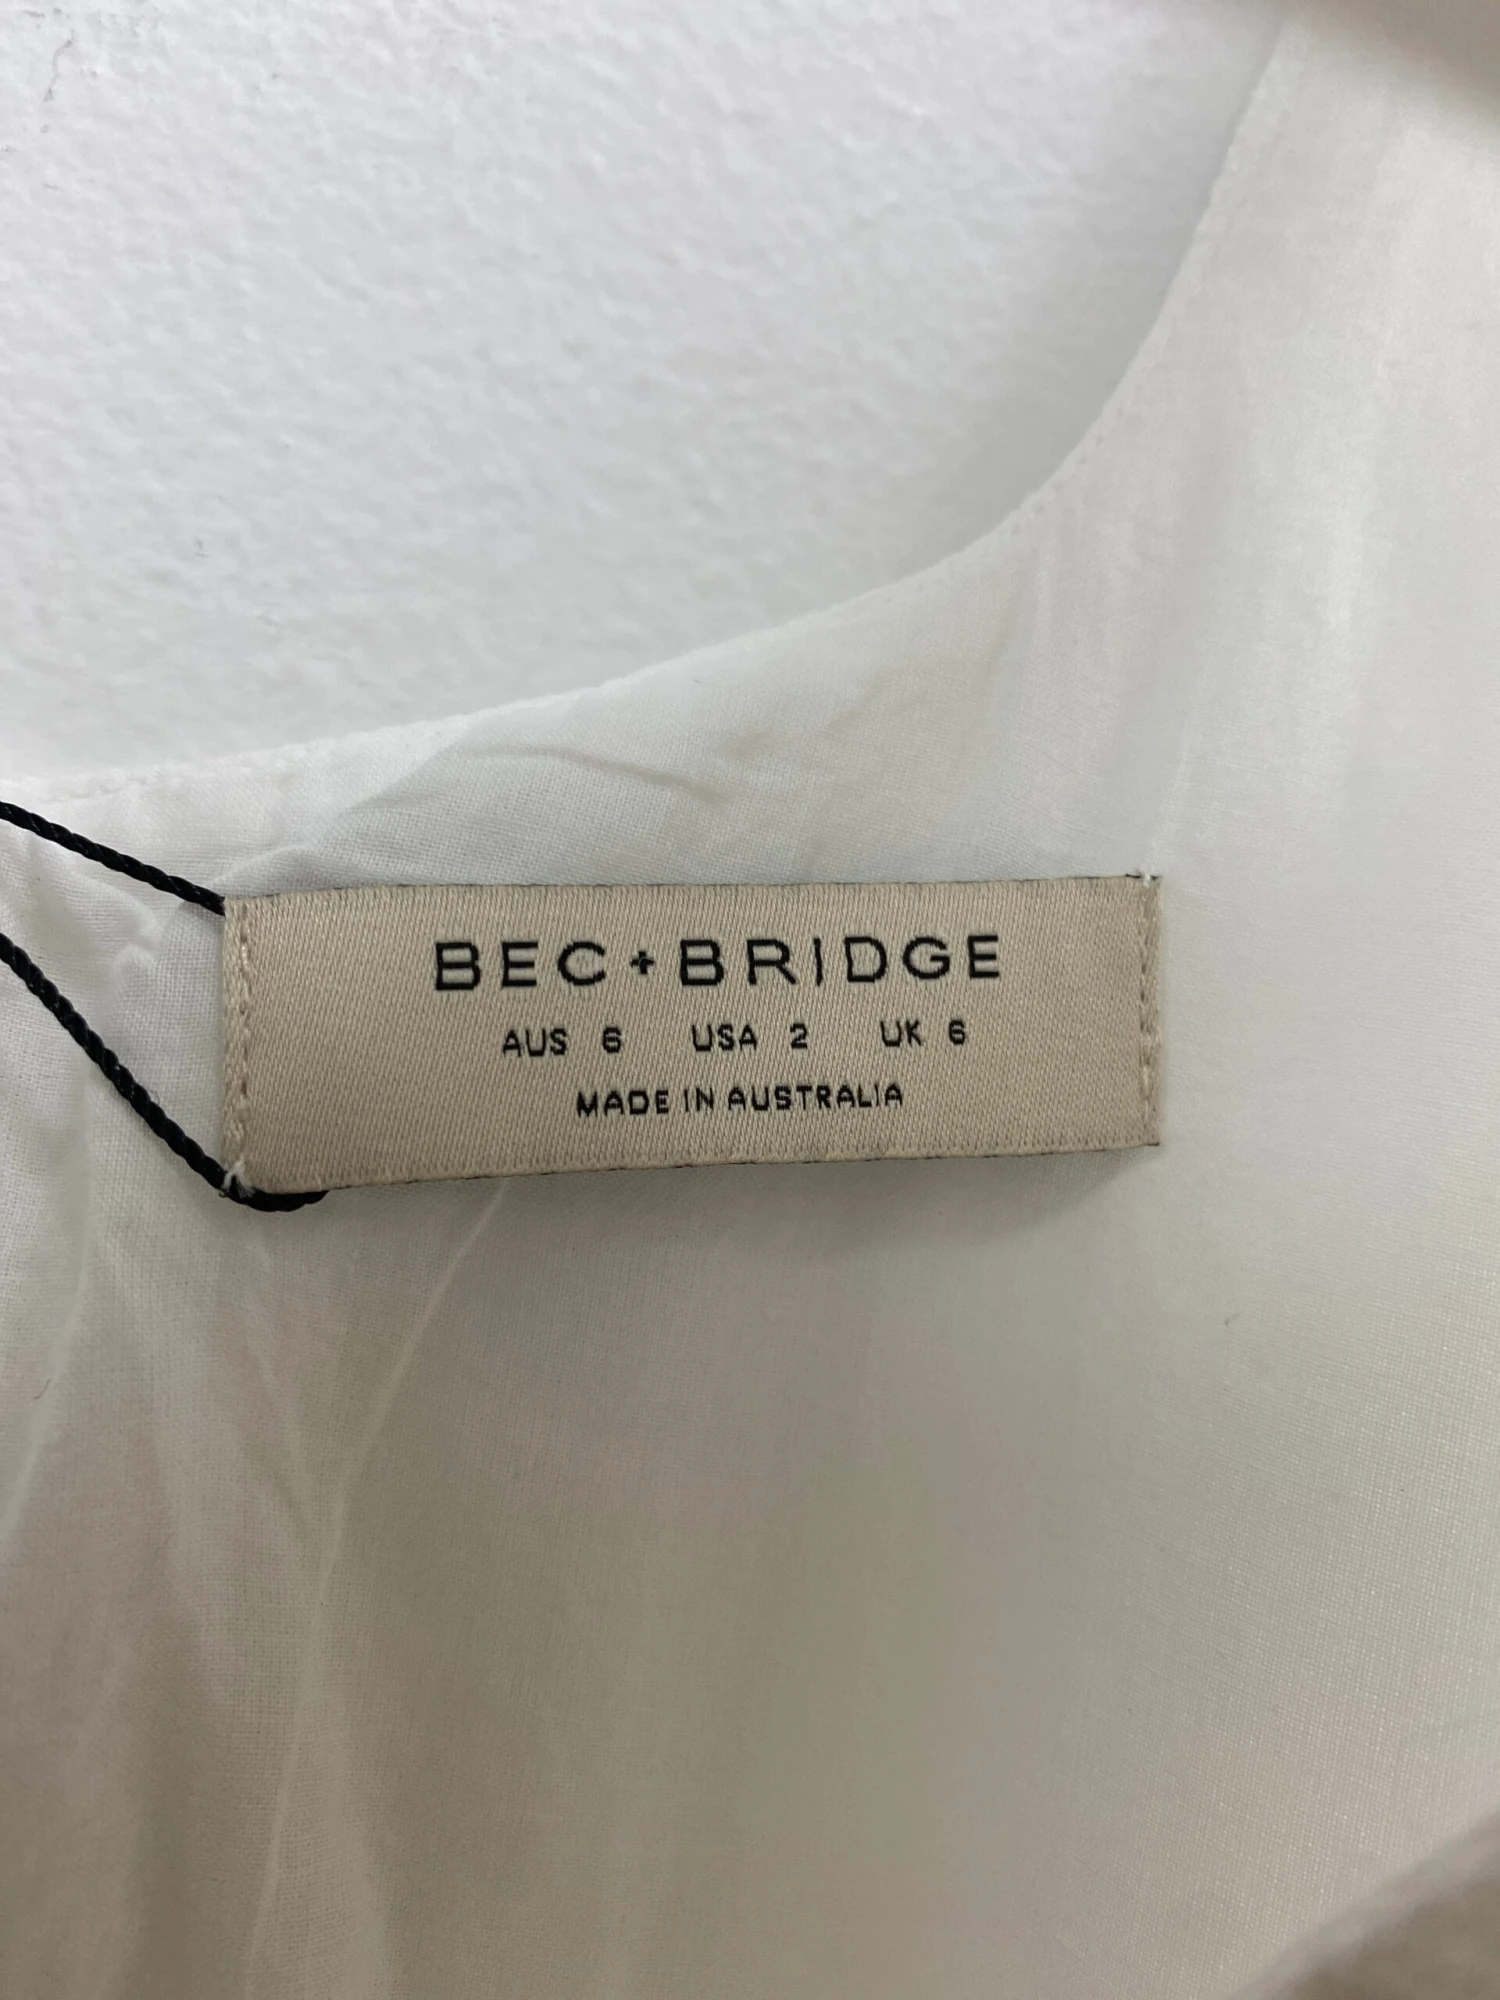 BEC+BRIDGE
AUS 6 USA 2 UK 6
MADE IN AUSTRALIA